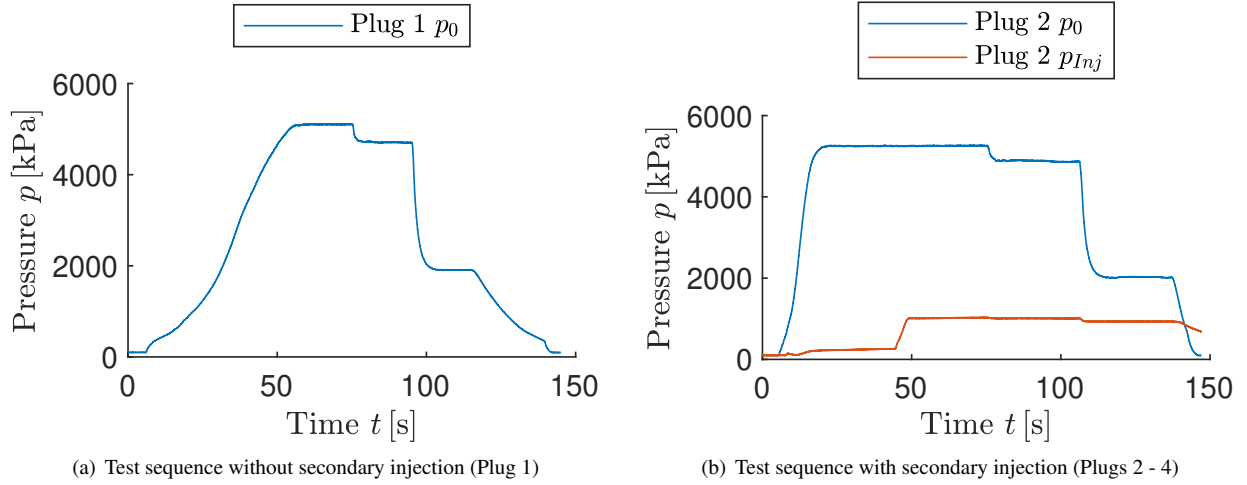 Plug 1 p₀
6000
4000
2000
0
Pressure p [kPa]
0
50
100
150
Time t [s]
(a) Test sequence without secondary injection (Plug 1)
Plug 2 p₀
Plug 2 p_Inj
6000
4000
2000
0
Pressure p [kPa]
0
50
100
150
Time t [s]
(b) Test sequence with secondary injection (Plugs 2 - 4)